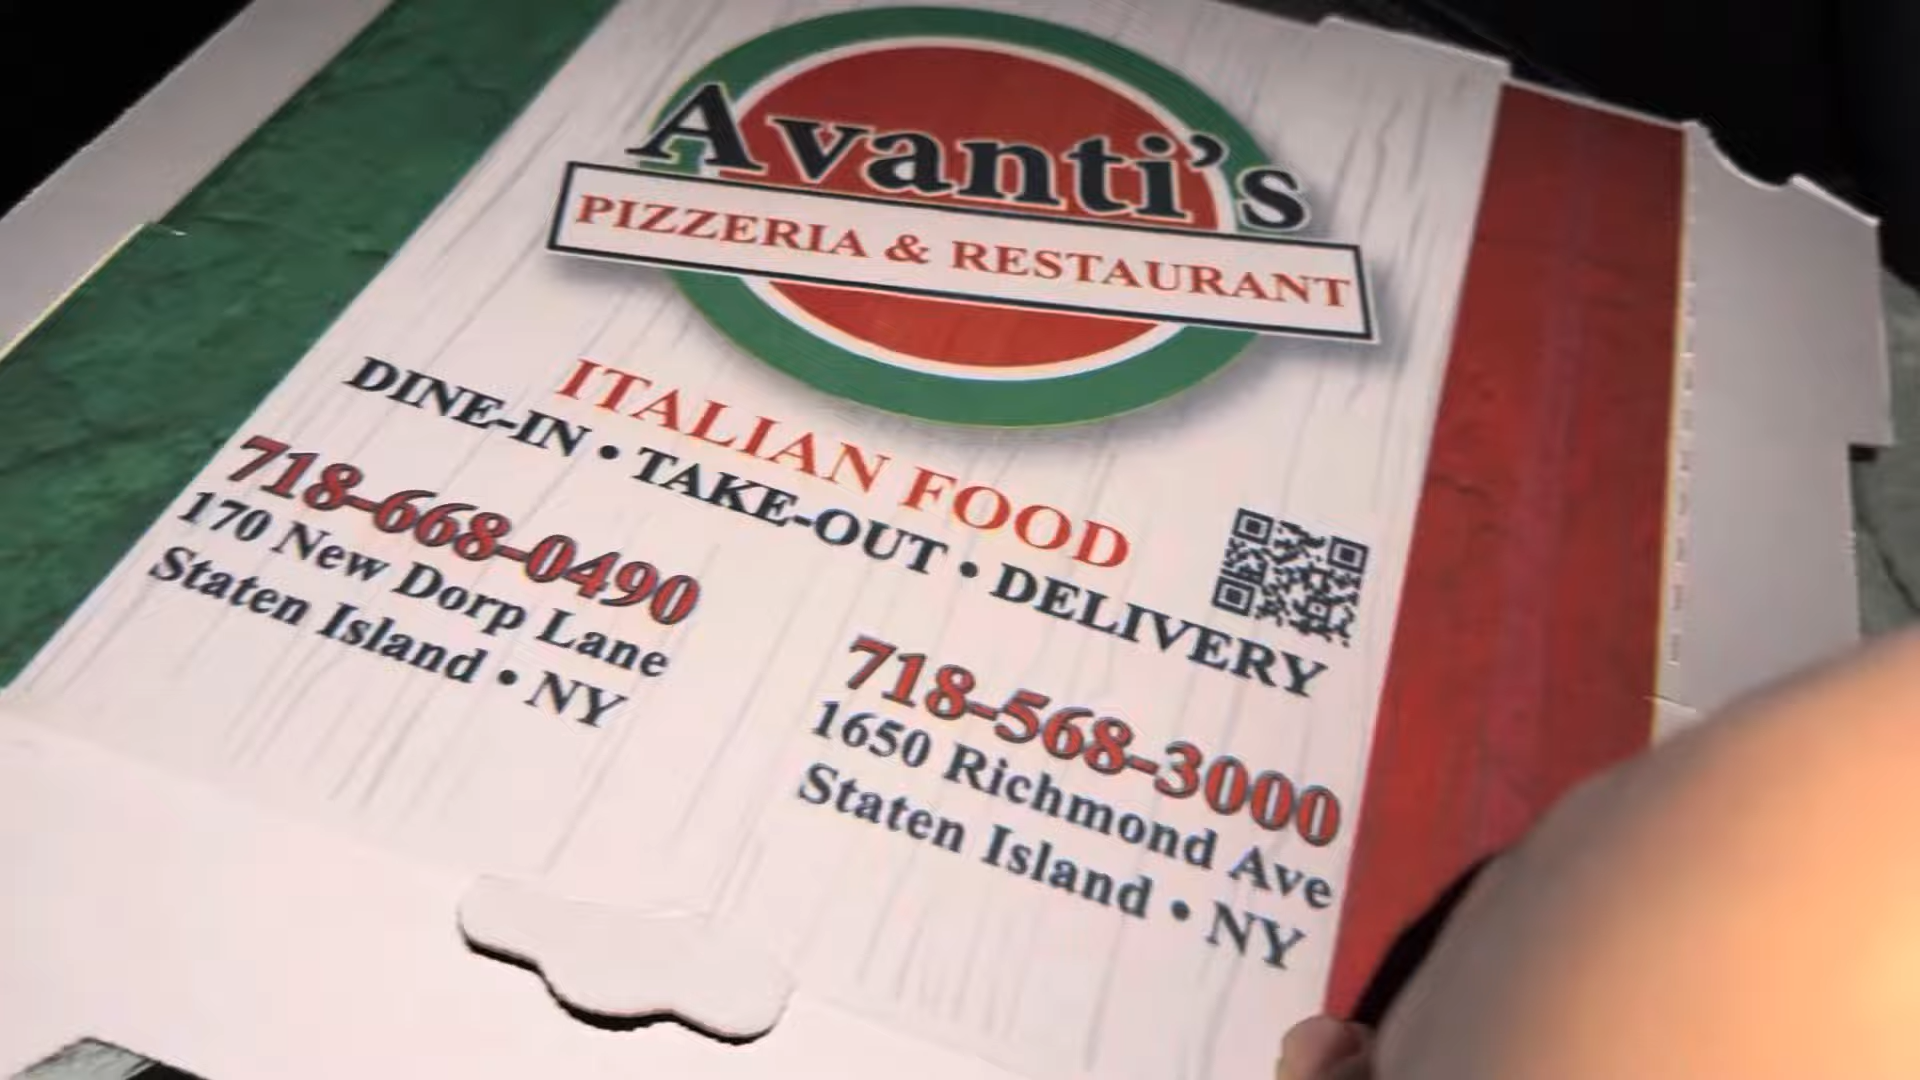 Avanti's
PIZZERIA & RESTAURANT
ITALIAN FOOD
DINE-IN • TAKE-OUT • DELIVERY
718-668-0490
170 New Dorp Lane
Staten Island • NY
718-568-3000
1650 Richmond Ave
Staten Island • NY